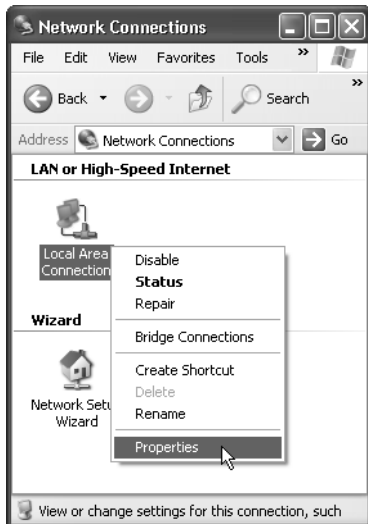 Network Connections
File Edit View Favorites Tools »
Back Search »
Address Network Connections Go
LAN or High-Speed Internet
Local Area
Connection
Disable
Status
Repair
Bridge Connections
Create Shortcut
Delete
Rename
Properties
Wizard
Network Setu
Wizard
View or change settings for this connection, such